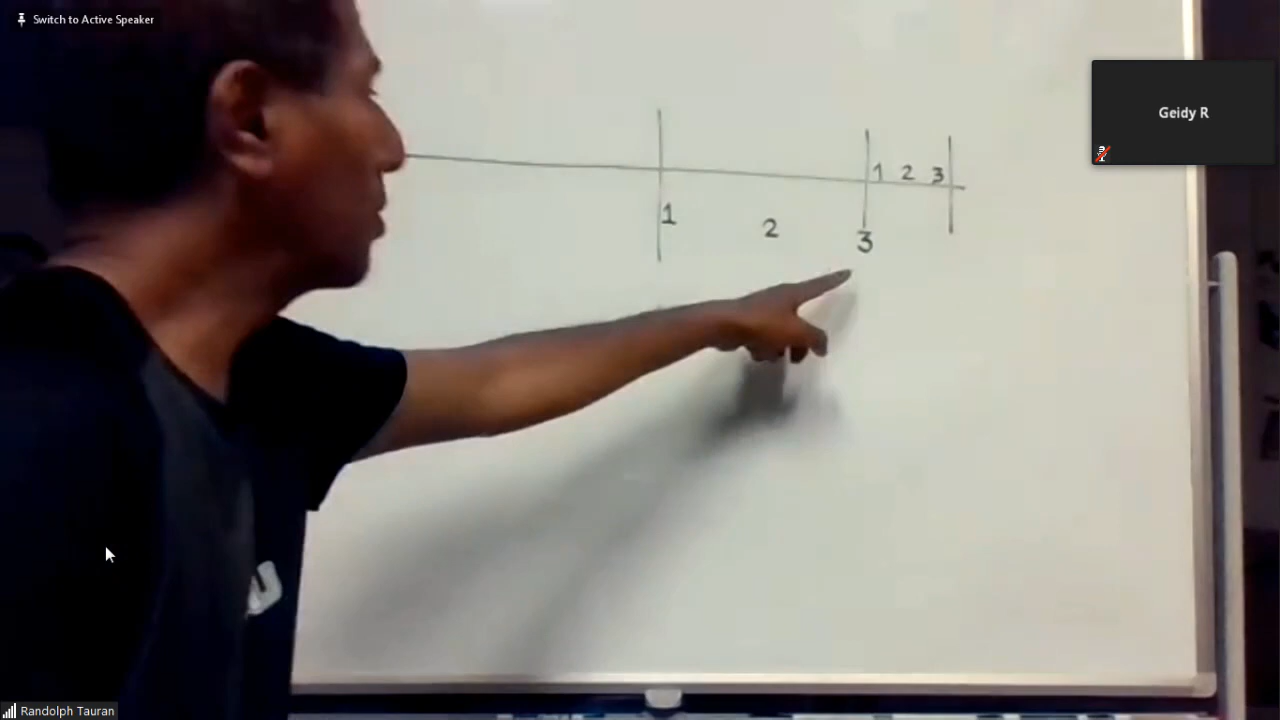 Switch to Active Speaker
Geidy R
1 2 3
1 2 3
Randolph Tauran